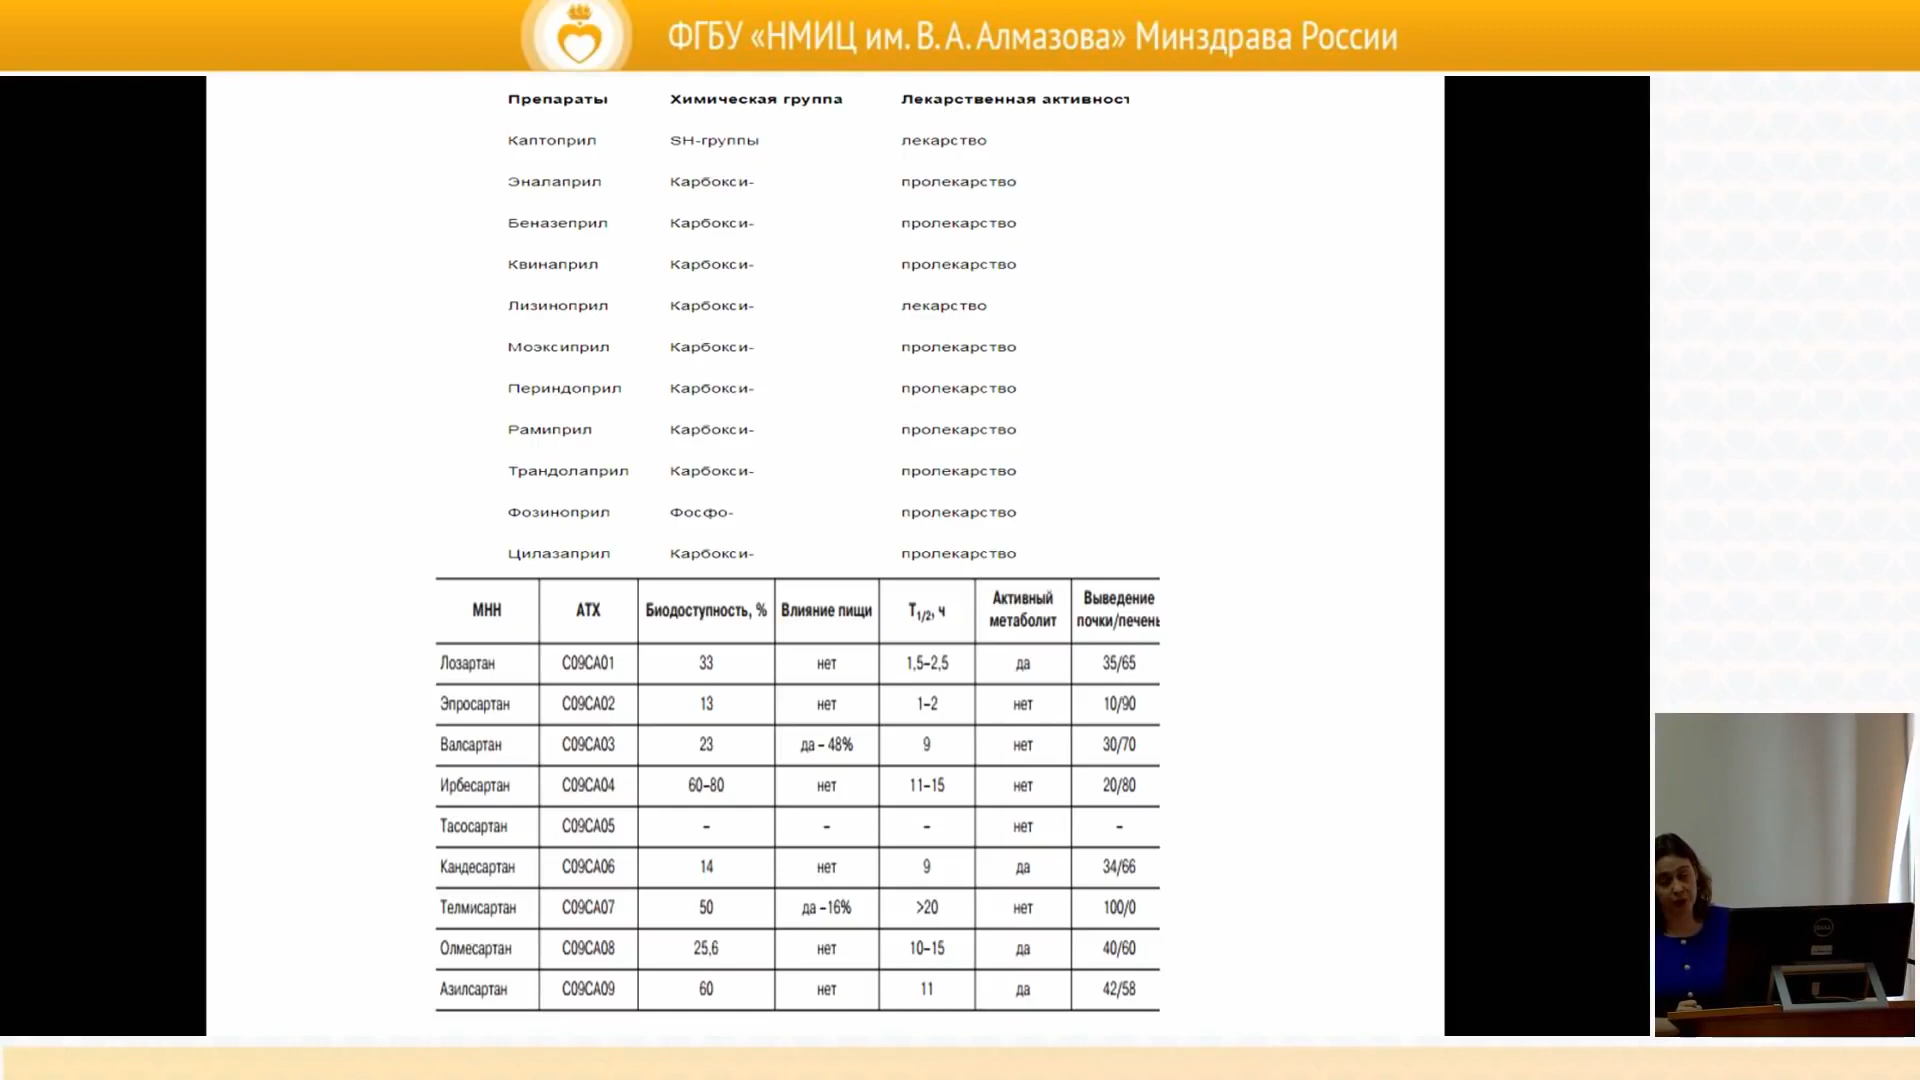 ФГБУ «НМИЦ им. В. А. Алмазова» Минздрава России
Препараты Химическая группа Лекарственная активност
Каптоприл SH-группы лекарство
Эналаприл Карбокси- пролекарство
Беназеприл Карбокси- пролекарство
Квинаприл Карбокси- пролекарство
Лизиноприл Карбокси- лекарство
Моэксиприл Карбокси- пролекарство
Периндоприл Карбокси- пролекарство
Рамиприл Карбокси- пролекарство
Трандолаприл Карбокси- пролекарство
Фозиноприл Фосфо- пролекарство
Цилазаприл Карбокси- пролекарство
МНН АТХ Биодоступность, % Влияние пищи T1/2, ч Активный метаболит Выведение почки/печень
Лозартан C09CA01 33 нет 1,5–2,5 да 35/65
Эпросартан C09CA02 13 нет 1–2 нет 10/90
Валсартан C09CA03 23 да – 48% 9 нет 30/70
Ирбесартан C09CA04 60–80 нет 11–15 нет 20/80
Тасосартан C09CA05 – – – нет –
Кандесартан C09CA06 14 нет 9 да 34/66
Телмисартан C09CA07 50 да –16% >20 нет 100/0
Олмесартан C09CA08 25,6 нет 10–15 да 40/60
Азилсартан C09CA09 60 нет 11 да 42/58
DELL